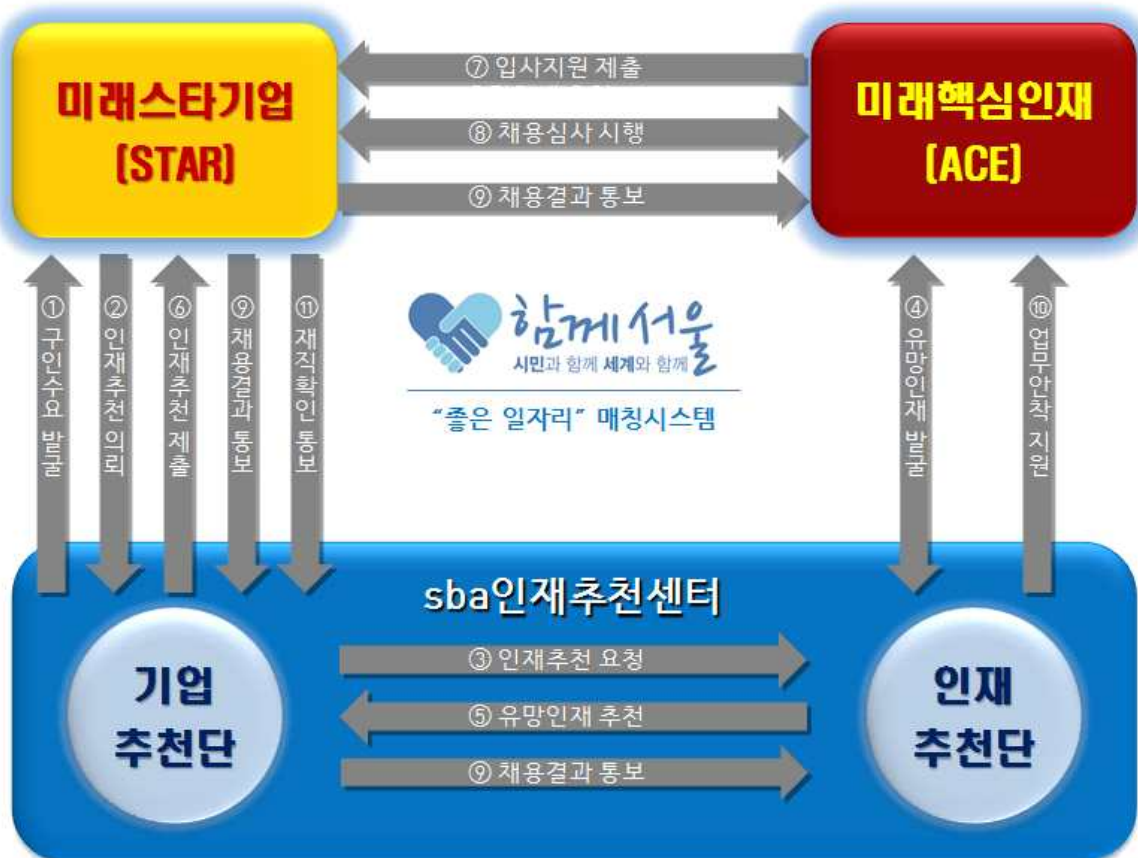 미래스타기업
(STAR)
⑦ 입사지원 제출
⑧ 채용심사 시행
⑨ 채용결과 통보
미래핵심인재
(ACE)
① 구인수요 발굴
② 인재추천 의뢰
⑥ 인재추천 제출
⑨ 채용결과 통보
⑪ 재직확인 통보
함께서울
시민과 함께 세계와 함께
“좋은 일자리” 매칭시스템
④ 유망인재 발굴
⑩ 업무안착 지원
sba인재추천센터
기업
추천단
③ 인재추천 요청
⑤ 유망인재 추천
⑨ 채용결과 통보
인재
추천단